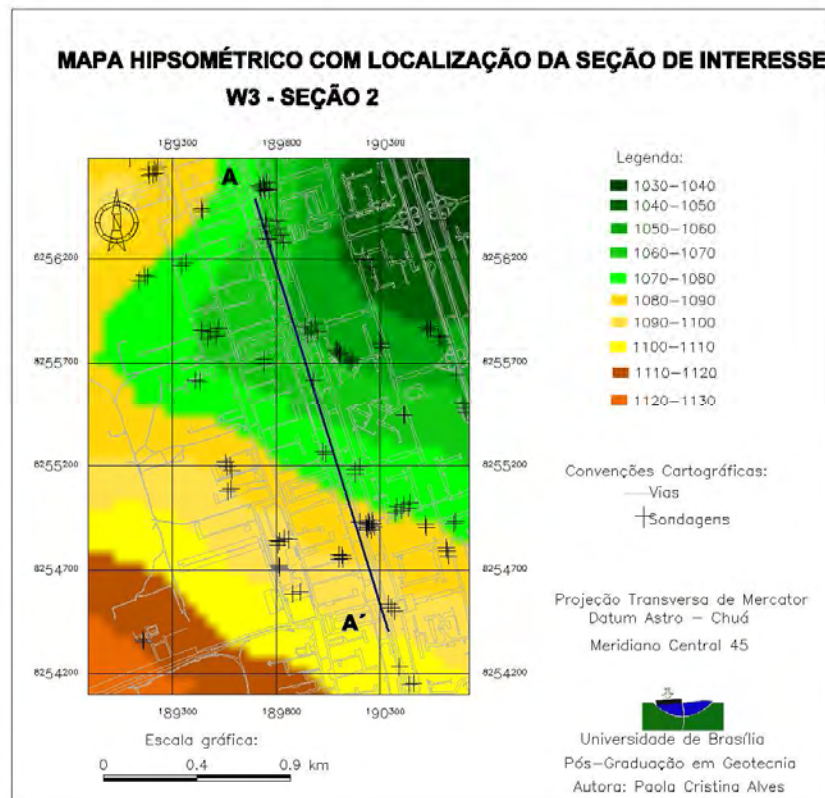 MAPA HIPSOMÉTRICO COM LOCALIZAÇÃO DA SEÇÃO DE INTERESSE
W3 - SEÇÃO 2
189300 189800 190300
A
N
8256200 8256200
8255700 8255700
8255200 8255200
8254700 8254700
A´
8254200 8254200
189300 189800 190300
Escala gráfica:
0 0.4 0.9 km
Legenda:
1030-1040
1040-1050
1050-1060
1060-1070
1070-1080
1080-1090
1090-1100
1100-1110
1110-1120
1120-1130
Convenções Cartográficas:
Vias
Sondagens
Projeção Transversa de Mercator
Datum Astro - Chuá
Meridiano Central 45
Universidade de Brasília
Pós-Graduação em Geotecnia
Autora: Paola Cristina Alves